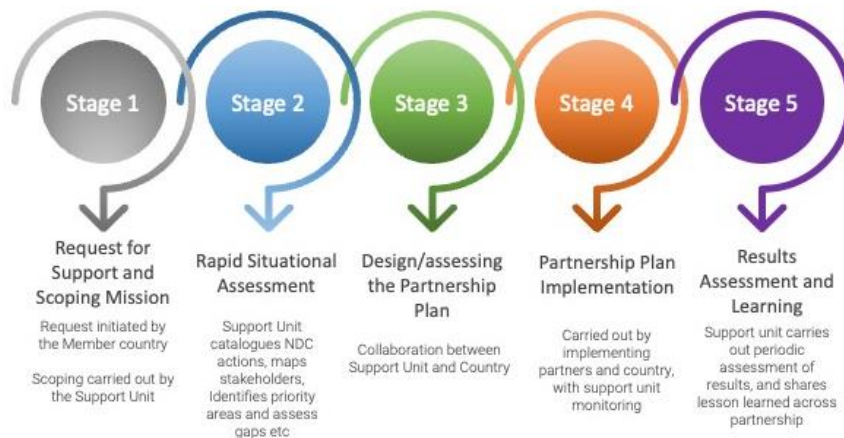 Stage 1
Stage 2
Stage 3
Stage 4
Stage 5
Request for
Support and
Scoping Mission
Request initiated by
the Member country
Scoping carried out by
the Support Unit
Rapid Situational
Assessment
Support Unit
catalogues NDC
actions, maps
stakeholders,
Identifies priority
areas and assess
gaps etc
Design/assessing
the Partnership
Plan
Collaboration between
Support Unit and Country
Partnership Plan
Implementation
Carried out by
implementing
partners and country,
with support unit
monitoring
Results
Assessment and
Learning
Support unit carries
out periodic
assessment of
results, and shares
lesson learned across
partnership